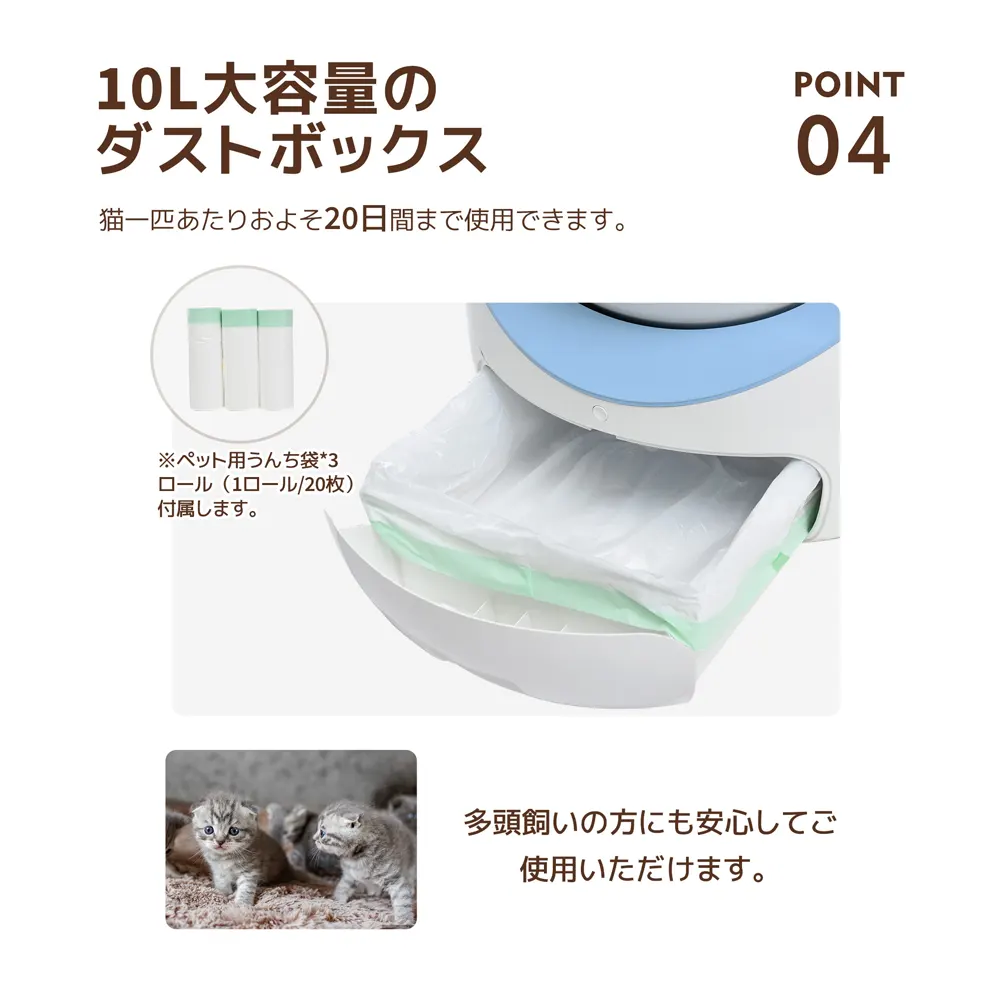 10L大容量の
ダストボックス
POINT
04
猫一匹あたりおよそ20日間まで使用できます。
※ペット用うんち袋*3
ロール（1ロール/20枚）
付属します。
多頭飼いの方にも安心してご
使用いただけます。